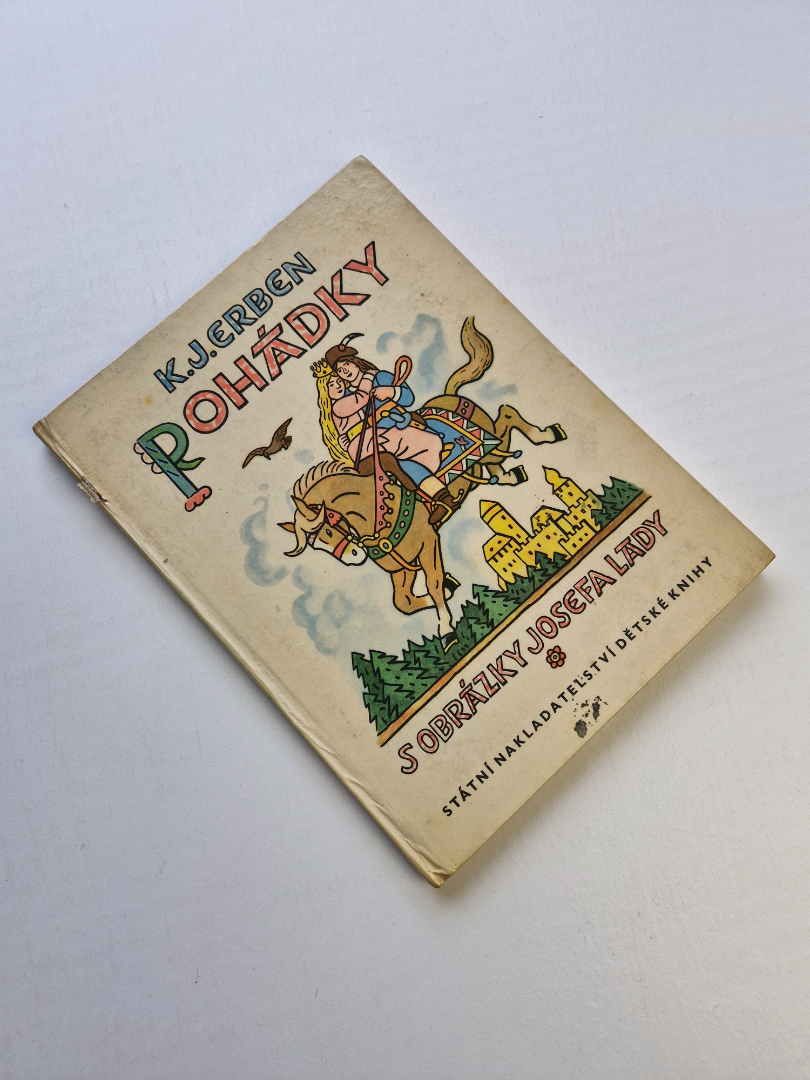 K. J. ERBEN
POHÁDKY
S OBRÁZKY JOSEFA LADY
STÁTNÍ NAKLADATELSTVÍ DĚTSKÉ KNIHY